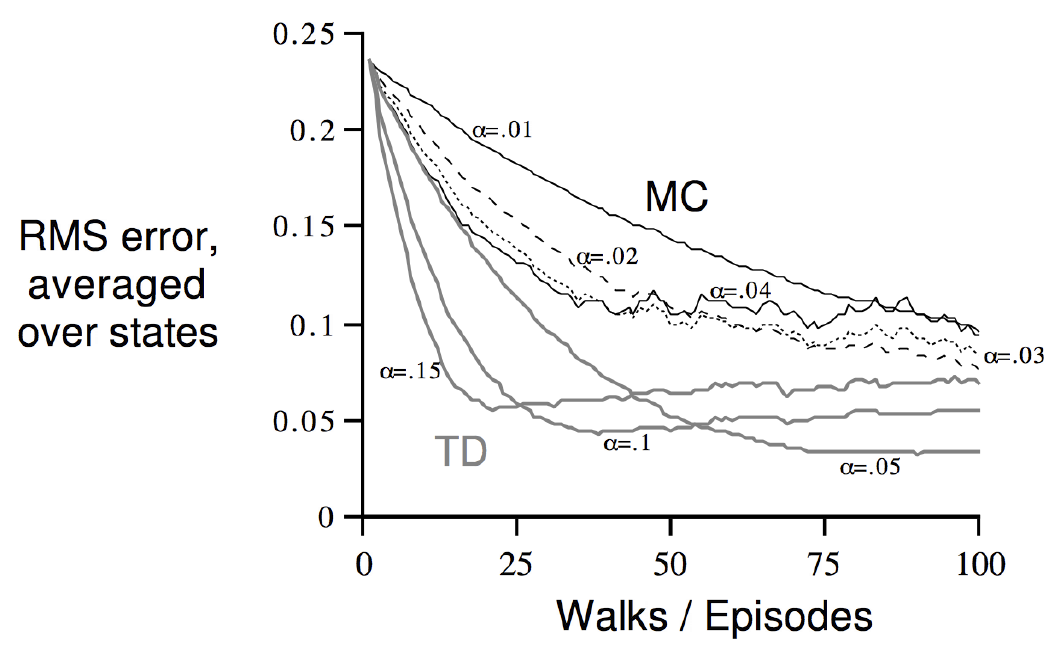 0.25
0.2
0.15
0.1
0.05
0
RMS error,
averaged
over states
α=.01
MC
α=.02
α=.04
α=.03
α=.15
TD
α=.1
α=.05
0
25
50
75
100
Walks / Episodes